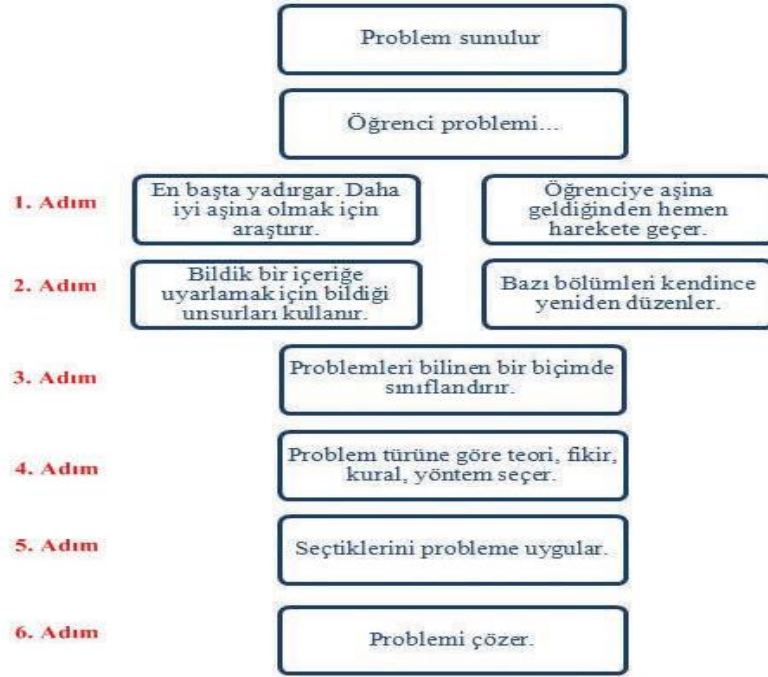 Problem sunulur
Öğrenci problemi...
1. Adım
En başta yadırgar. Daha
iyi aşina olmak için
araştırır.
Öğrenciye aşina
geldiğinden hemen
harekete geçer.
2. Adım
Bildik bir içeriğe
uyarlamak için bildiği
unsurları kullanır.
Bazı bölümleri kendince
yeniden düzenler.
3. Adım
Problemleri bilinen bir biçimde
sınıflandırır.
4. Adım
Problem türüne göre teori, fikir,
kural, yöntem seçer.
5. Adım
Seçtiklerini probleme uygular.
6. Adım
Problemi çözer.